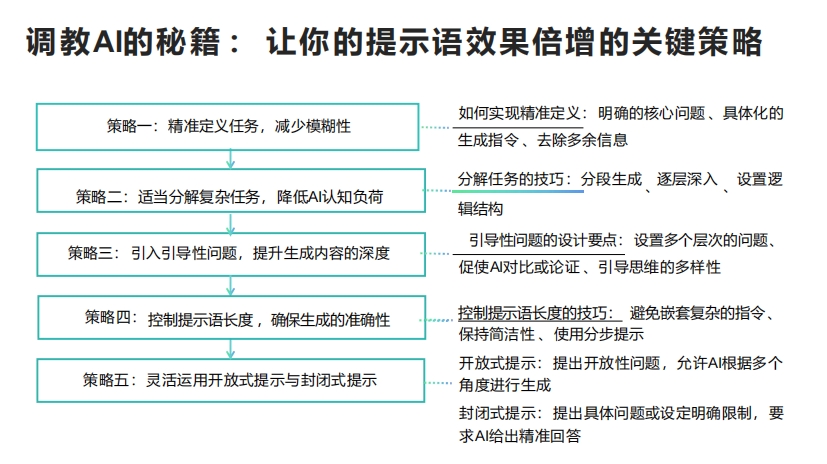 调教AI的秘籍： 让你的提示语效果倍增的关键策略
策略一：精准定义任务，减少模糊性
如何实现精准定义：明确的核心问题、具体化的
生成指令、去除多余信息
策略二：适当分解复杂任务，降低AI认知负荷
分解任务的技巧：分段生成、逐层深入、设置逻
辑结构
策略三：引入引导性问题，提升生成内容的深度
引导性问题的设计要点：设置多个层次的问题、
促使AI对比或论证、引导思维的多样性
策略四：控制提示语长度，确保生成的准确性
控制提示语长度的技巧： 避免嵌套复杂的指令、
保持简洁性、使用分步提示
策略五：灵活运用开放式提示与封闭式提示
开放式提示：提出开放性问题，允许AI根据多个
角度进行生成
封闭式提示：提出具体问题或设定明确限制，要
求AI给出精准回答